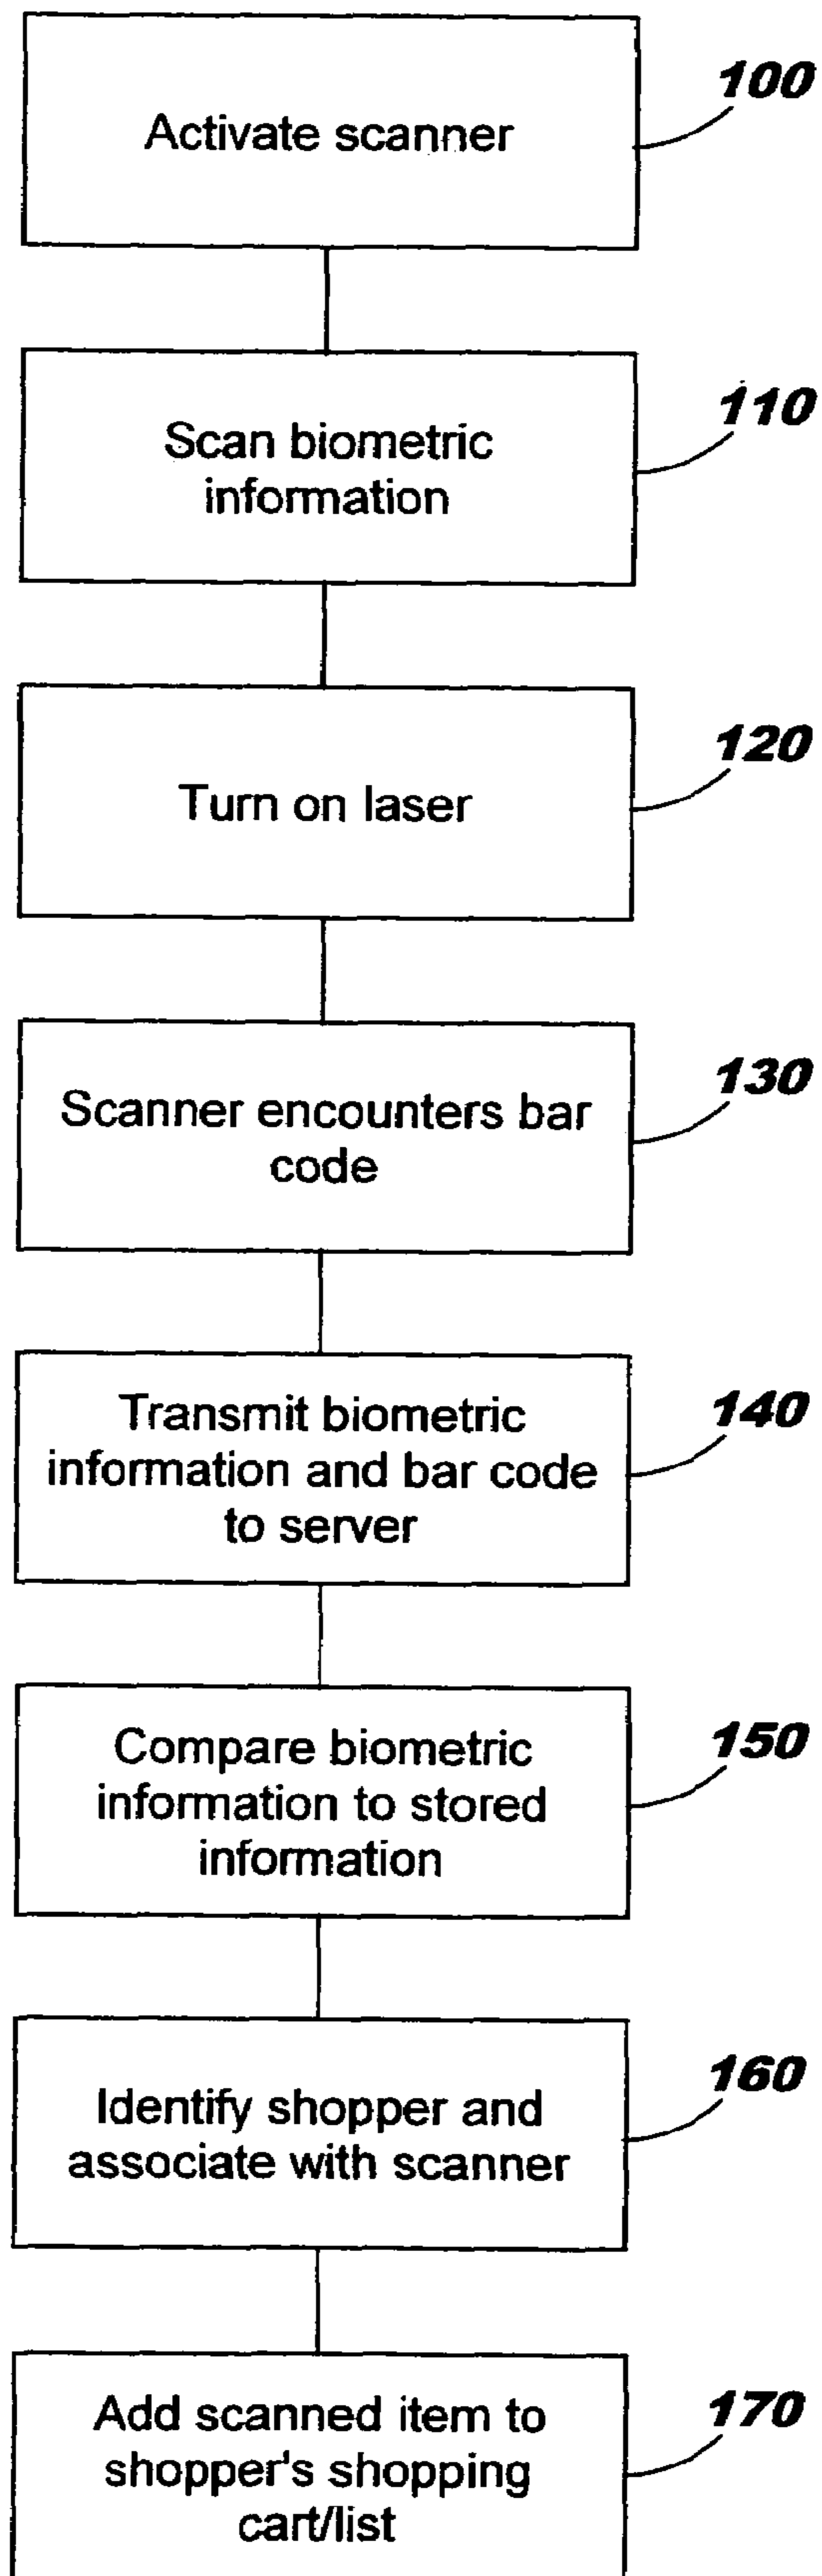 Activate scanner
100
Scan biometric
information
110
Turn on laser
120
Scanner encounters bar
code
130
Transmit biometric
information and bar code
to server
140
Compare biometric
information to stored
information
150
Identify shopper and
associate with scanner
160
Add scanned item to
shopper's shopping
cart/list
170